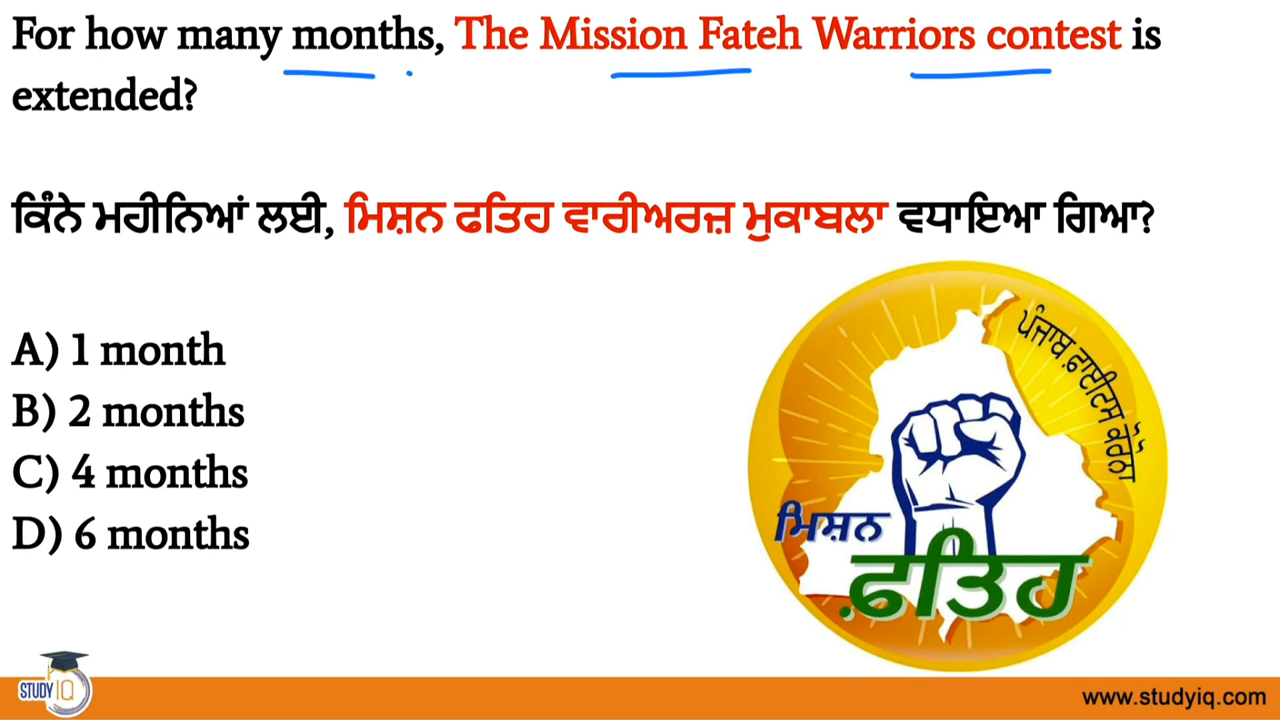 For how many months, The Mission Fateh Warriors contest is
extended?
ਕਿੰਨੇ ਮਹੀਨਿਆਂ ਲਈ, ਮਿਸ਼ਨ ਫਤਿਹ ਵਾਰੀਅਰਜ਼ ਮੁਕਾਬਲਾ ਵਧਾਇਆ ਗਿਆ?
A) 1 month
B) 2 months
C) 4 months
D) 6 months
ਪੰਜਾਬ ਫ਼ਾਈਟਸ ਕੋਰੋਨਾ
ਮਿਸ਼ਨ
ਫ਼ਤਿਹ
STUDY IQ
www.studyiq.com